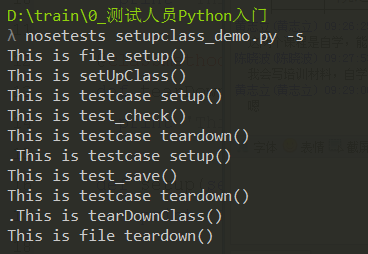 D:\train\0_测试人员Python入门
λ nosetests setupclass_demo.py -s
This is file setup()
This is setUpClass()
This is testcase setup()
This is test_check()
This is testcase teardown()
.This is testcase setup()
This is test_save()
This is testcase teardown()
.This is tearDownClass()
This is file teardown()